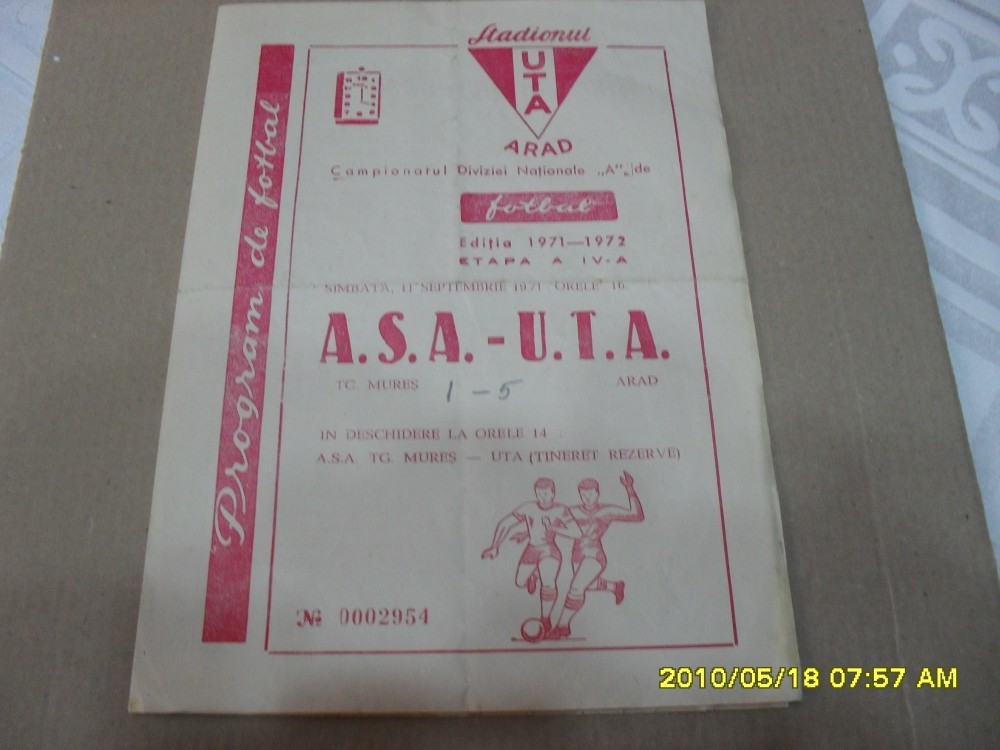 Program de fotbal
Stadionul
UTA
ARAD
Campionatul Diviziei Naționale „A" de
fotbal
Ediția 1971—1972
ETAPA A IV-A
SIMBATA, 11 SEPTEMBRIE 1971 ORELE 16
A.S.A. - U.T.A.
TG. MUREȘ 1 - 5 ARAD
IN DESCHIDERE LA ORELE 14 :
A.S.A. TG. MUREȘ — UTA (TINERET REZERVE)
№ 0002954
2010/05/18 07:57 AM